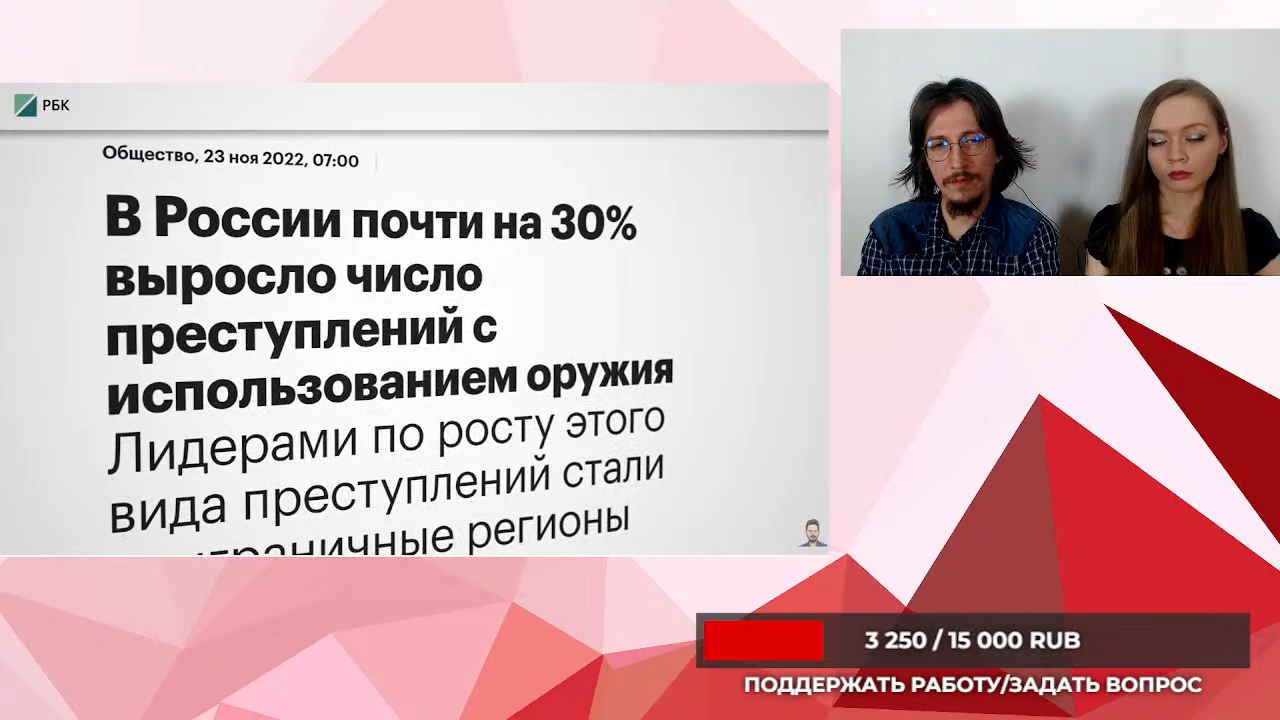 РБК
Общество, 23 ноя 2022, 07:00
В России почти на 30%
выросло число
преступлений с
использованием оружия
Лидерами по росту этого
вида преступлений стали
регионы
3 250 / 15 000 RUB
ПОДДЕРЖАТЬ РАБОТУ/ЗАДАТЬ ВОПРОС